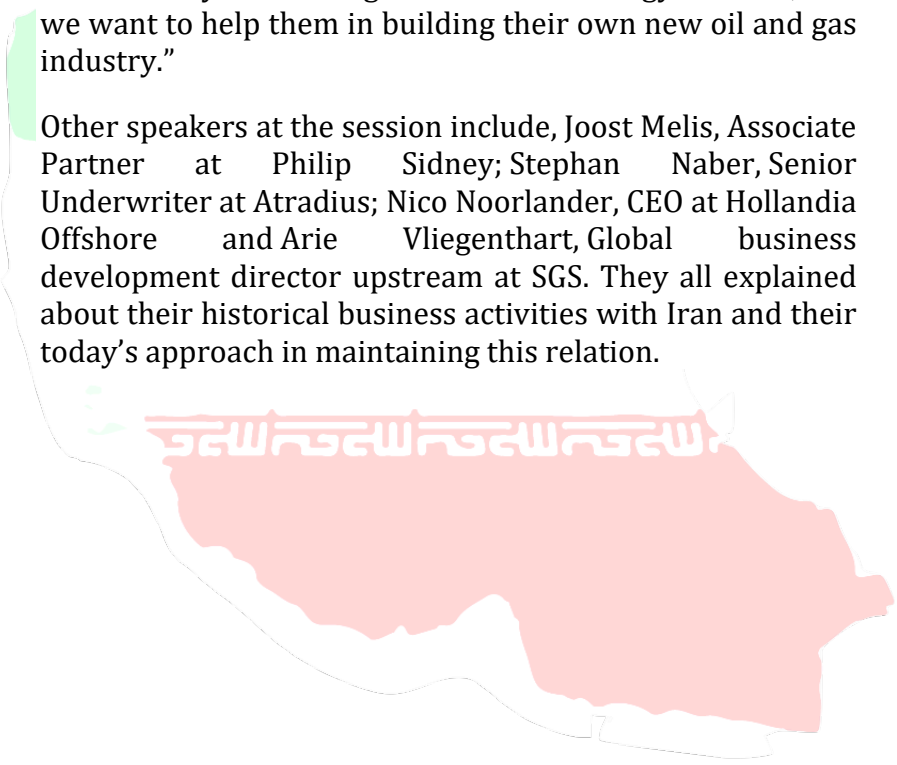 we want to help them in building their own new oil and gas
industry.”
Other speakers at the session include, Joost Melis, Associate
Partner at Philip Sidney; Stephan Naber, Senior
Underwriter at Atradius; Nico Noorlander, CEO at Hollandia
Offshore and Arie Vliegenthart, Global business
development director upstream at SGS. They all explained
about their historical business activities with Iran and their
today’s approach in maintaining this relation.